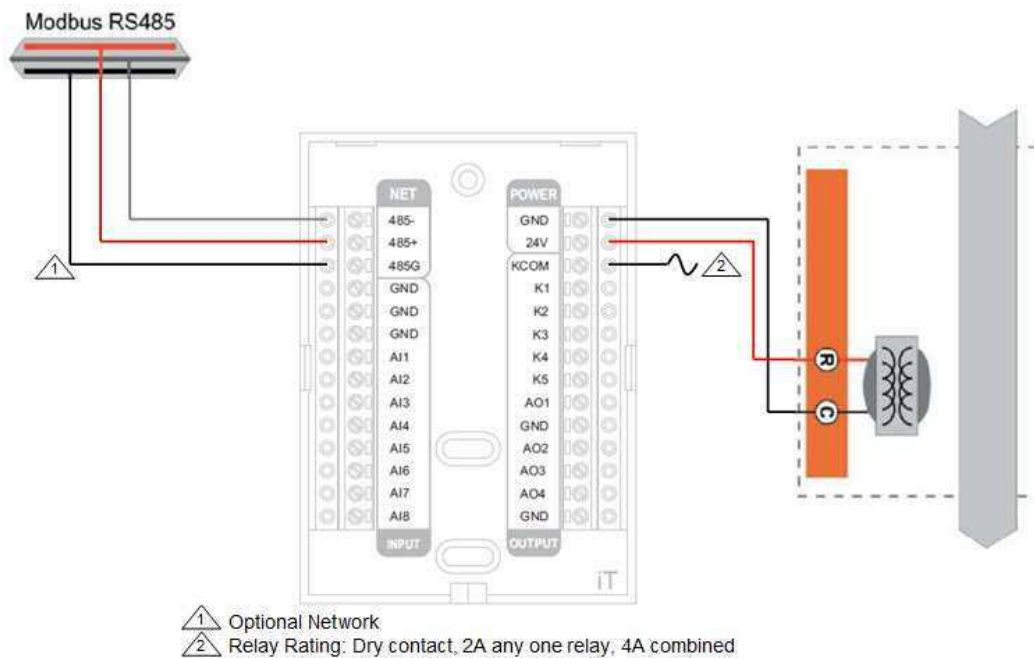 Modbus RS485
NET
485-
485+
485G
GND
GND
GND
AI1
AI2
AI3
AI4
AI5
AI6
AI7
AI8
INPUT
POWER
GND
24V
KCOM
K1
K2
K3
K4
K5
AO1
GND
AO2
AO3
AO4
GND
OUTPUT
iT
1
2
R
C
1 Optional Network
2 Relay Rating: Dry contact, 2A any one relay, 4A combined